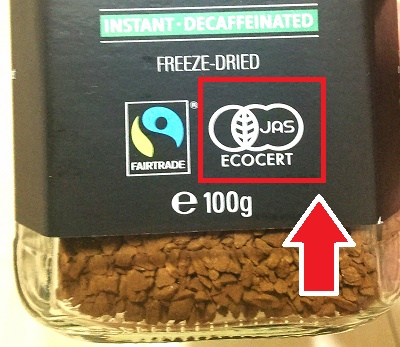 INSTANT · DECAFFEINATED
FREEZE-DRIED
®
FAIRTRADE
JAS
ECOCERT
℮ 100g